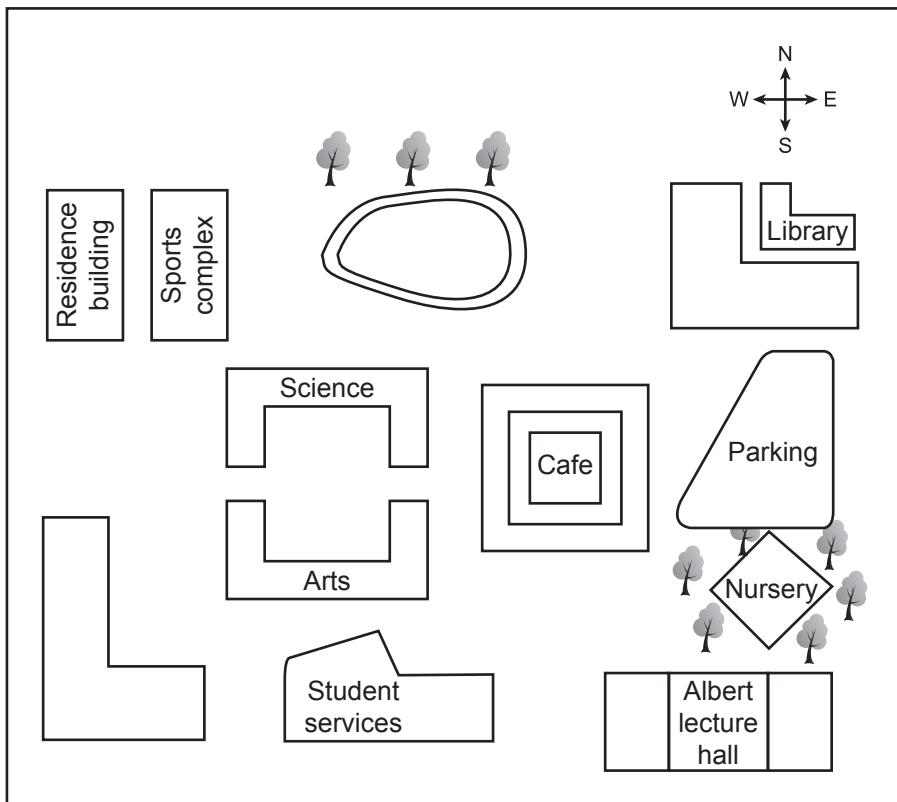 N
W E
S
Residence
building
Sports
complex
Library
Science
Cafe
Parking
Arts
Nursery
Student
services
Albert
lecture
hall